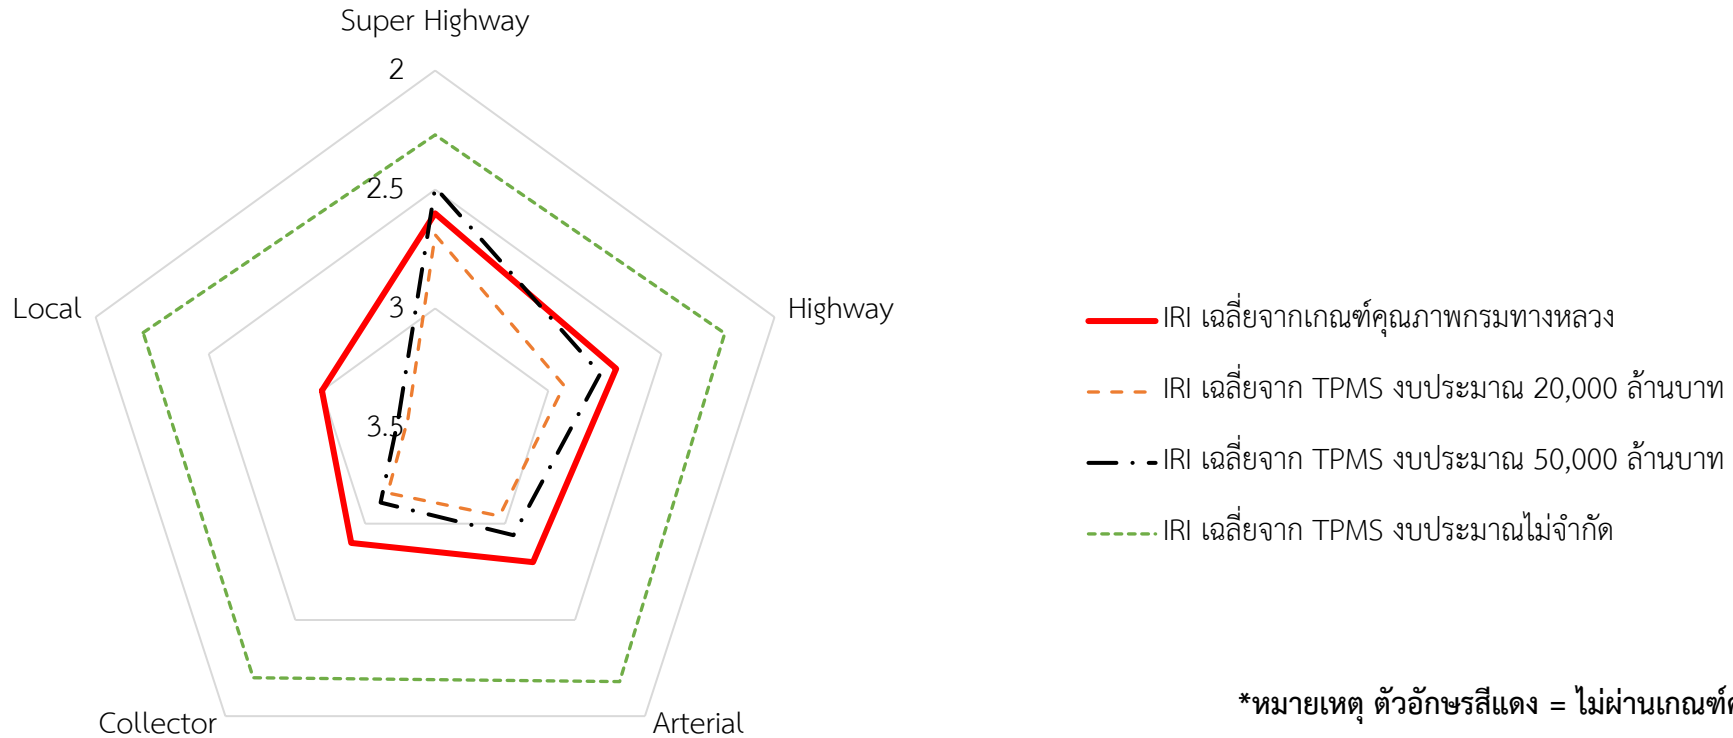 Super Highway
2
2.5
3
3.5
Local
Highway
Collector
Arterial
IRI เฉลี่ยจากเกณฑ์คุณภาพกรมทางหลวง
IRI เฉลี่ยจาก TPMS งบประมาณ 20,000 ล้านบาท
IRI เฉลี่ยจาก TPMS งบประมาณ 50,000 ล้านบาท
IRI เฉลี่ยจาก TPMS งบประมาณไม่จำกัด
*หมายเหตุ ตัวอักษรสีแดง = ไม่ผ่านเกณฑ์